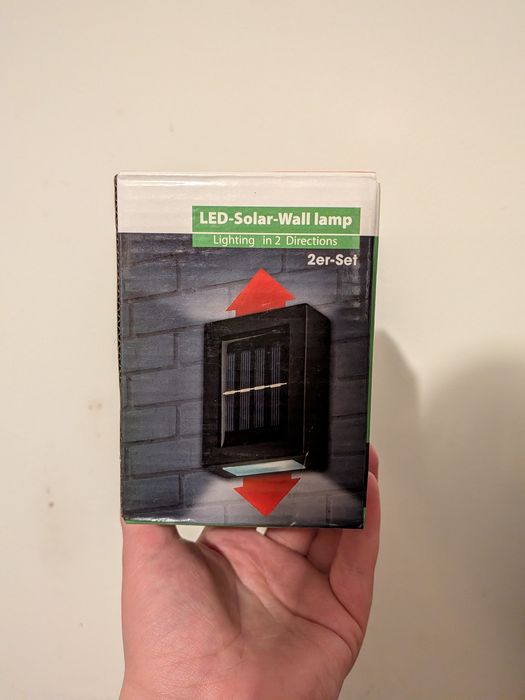 LED-Solar-Wall lamp
Lighting in 2 Directions
2er-Set